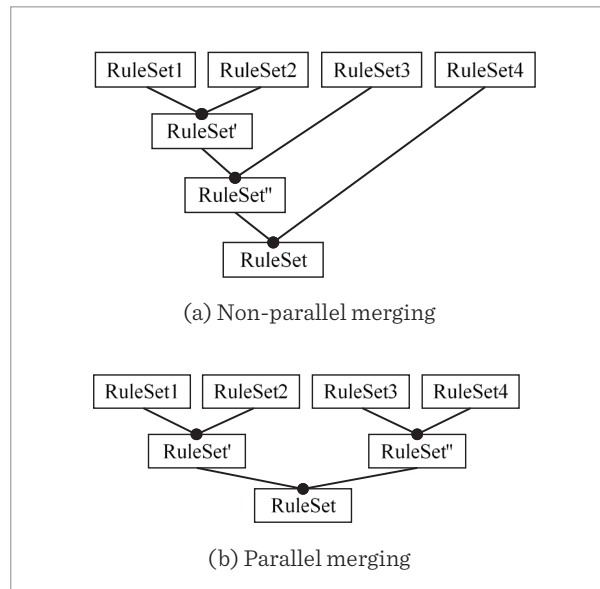 RuleSet1 RuleSet2 RuleSet3 RuleSet4
RuleSet'
RuleSet"
RuleSet
(a) Non-parallel merging
RuleSet1 RuleSet2 RuleSet3 RuleSet4
RuleSet' RuleSet"
RuleSet
(b) Parallel merging